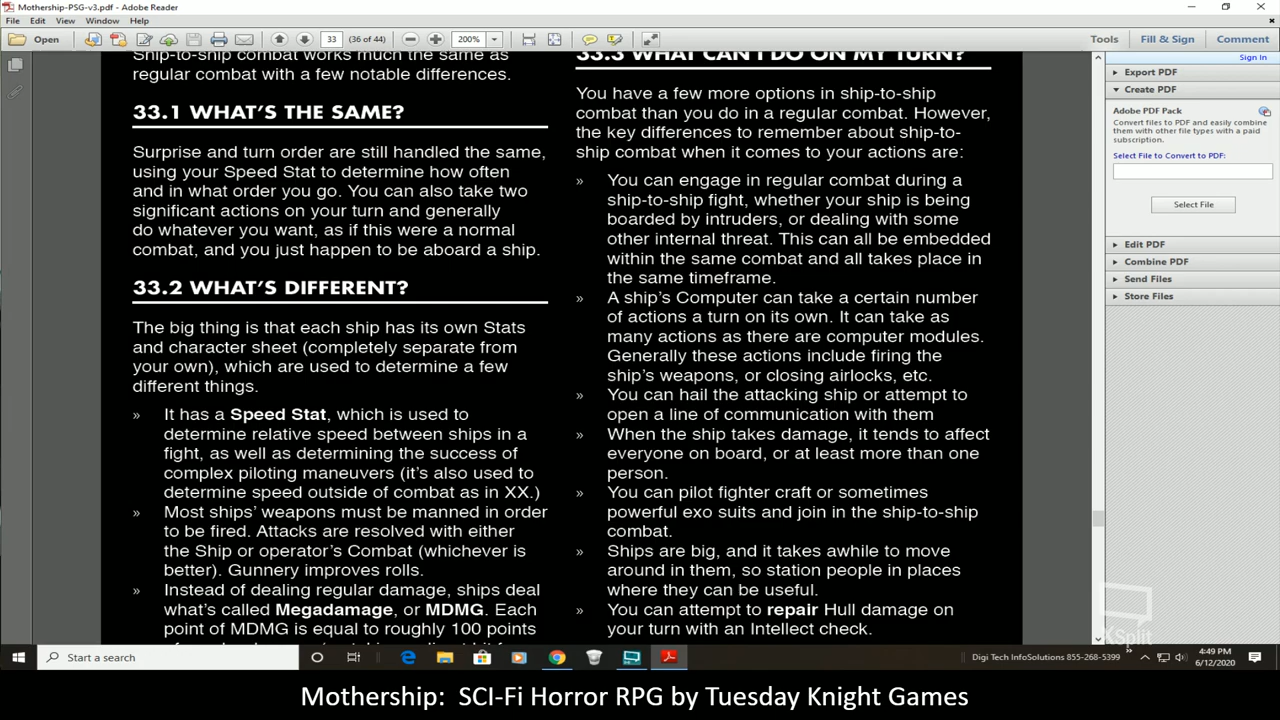 Mothership-PSG-v3.pdf - Adobe Reader
File Edit View Window Help
Open 33 (36 of 44) 200% Tools Fill & Sign Comment
Sign In
Export PDF
Create PDF
Adobe PDF Pack
Convert files to PDF and easily combine
them with other file types with a paid
subscription.
Select File to Convert to PDF:
Select File
Edit PDF
Combine PDF
Send Files
Store Files
Ship-to-ship combat works much the same as
regular combat with a few notable differences.
33.1 WHAT'S THE SAME?
Surprise and turn order are still handled the same,
using your Speed Stat to determine how often
and in what order you go. You can also take two
significant actions on your turn and generally
do whatever you want, as if this were a normal
combat, and you just happen to be aboard a ship.
33.2 WHAT'S DIFFERENT?
The big thing is that each ship has its own Stats
and character sheet (completely separate from
your own), which are used to determine a few
different things.
» It has a Speed Stat, which is used to
determine relative speed between ships in a
fight, as well as determining the success of
complex piloting maneuvers (it's also used to
determine speed outside of combat as in XX.)
» Most ships' weapons must be manned in order
to be fired. Attacks are resolved with either
the Ship or operator's Combat (whichever is
better). Gunnery improves rolls.
» Instead of dealing regular damage, ships deal
what's called Megadamage, or MDMG. Each
point of MDMG is equal to roughly 100 points
33.3 WHAT CAN I DO ON MY TURN?
You have a few more options in ship-to-ship
combat than you do in a regular combat. However,
the key differences to remember about ship-to-
ship combat when it comes to your actions are:
» You can engage in regular combat during a
ship-to-ship fight, whether your ship is being
boarded by intruders, or dealing with some
other internal threat. This can all be embedded
within the same combat and all takes place in
the same timeframe.
» A ship's Computer can take a certain number
of actions a turn on its own. It can take as
many actions as there are computer modules.
Generally these actions include firing the
ship's weapons, or closing airlocks, etc.
» You can hail the attacking ship or attempt to
open a line of communication with them
» When the ship takes damage, it tends to affect
everyone on board, or at least more than one
person.
» You can pilot fighter craft or sometimes
powerful exo suits and join in the ship-to-ship
combat.
» Ships are big, and it takes awhile to move
around in them, so station people in places
where they can be useful.
» You can attempt to repair Hull damage on
your turn with an Intellect check.
XSplit
Start a search
Digi Tech InfoSolutions 855-268-5399
4:49 PM
6/12/2020
Mothership: SCI-Fi Horror RPG by Tuesday Knight Games